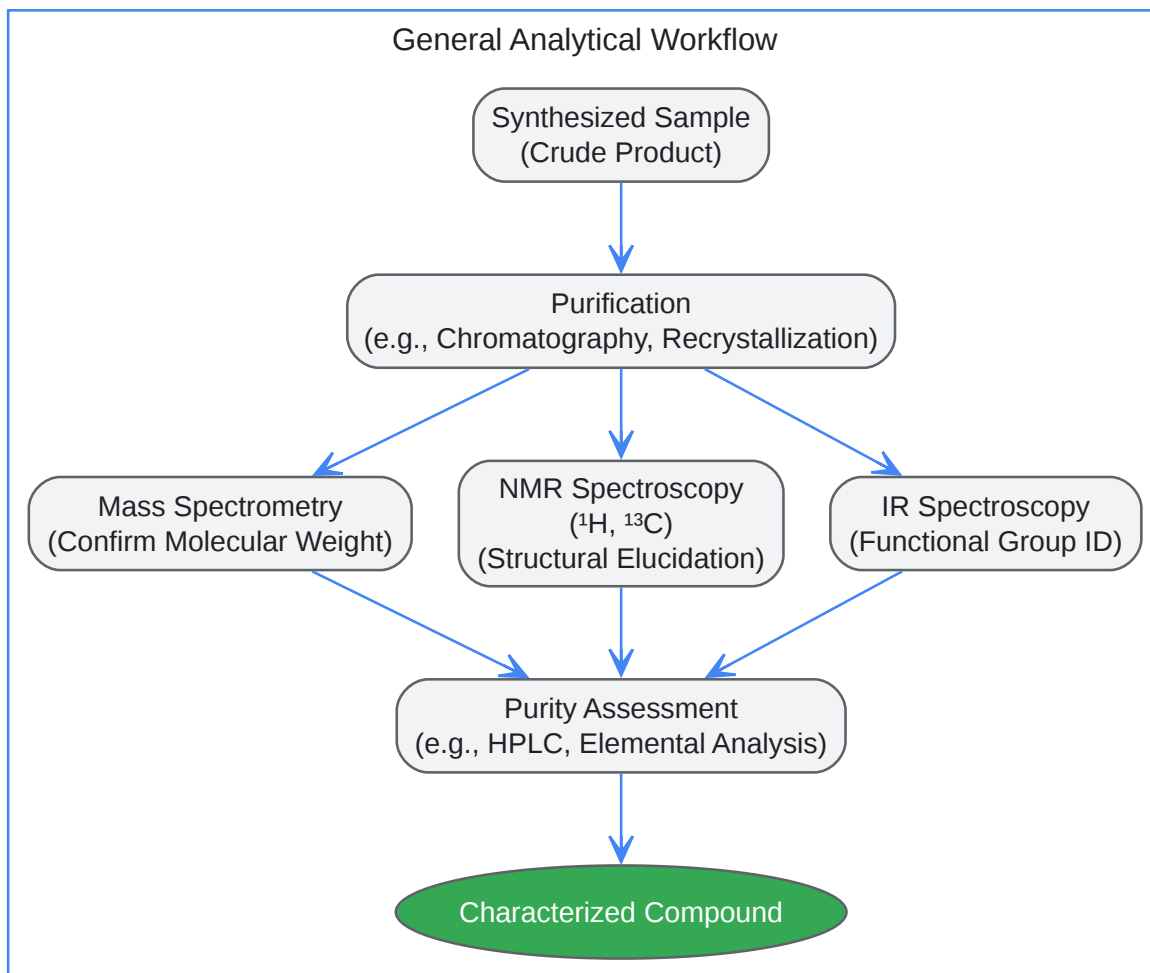 General Analytical Workflow
Synthesized Sample
(Crude Product)
Purification
(e.g., Chromatography, Recrystallization)
Mass Spectrometry
(Confirm Molecular Weight)
NMR Spectroscopy
(¹H, ¹³C)
(Structural Elucidation)
IR Spectroscopy
(Functional Group ID)
Purity Assessment
(e.g., HPLC, Elemental Analysis)
Characterized Compound